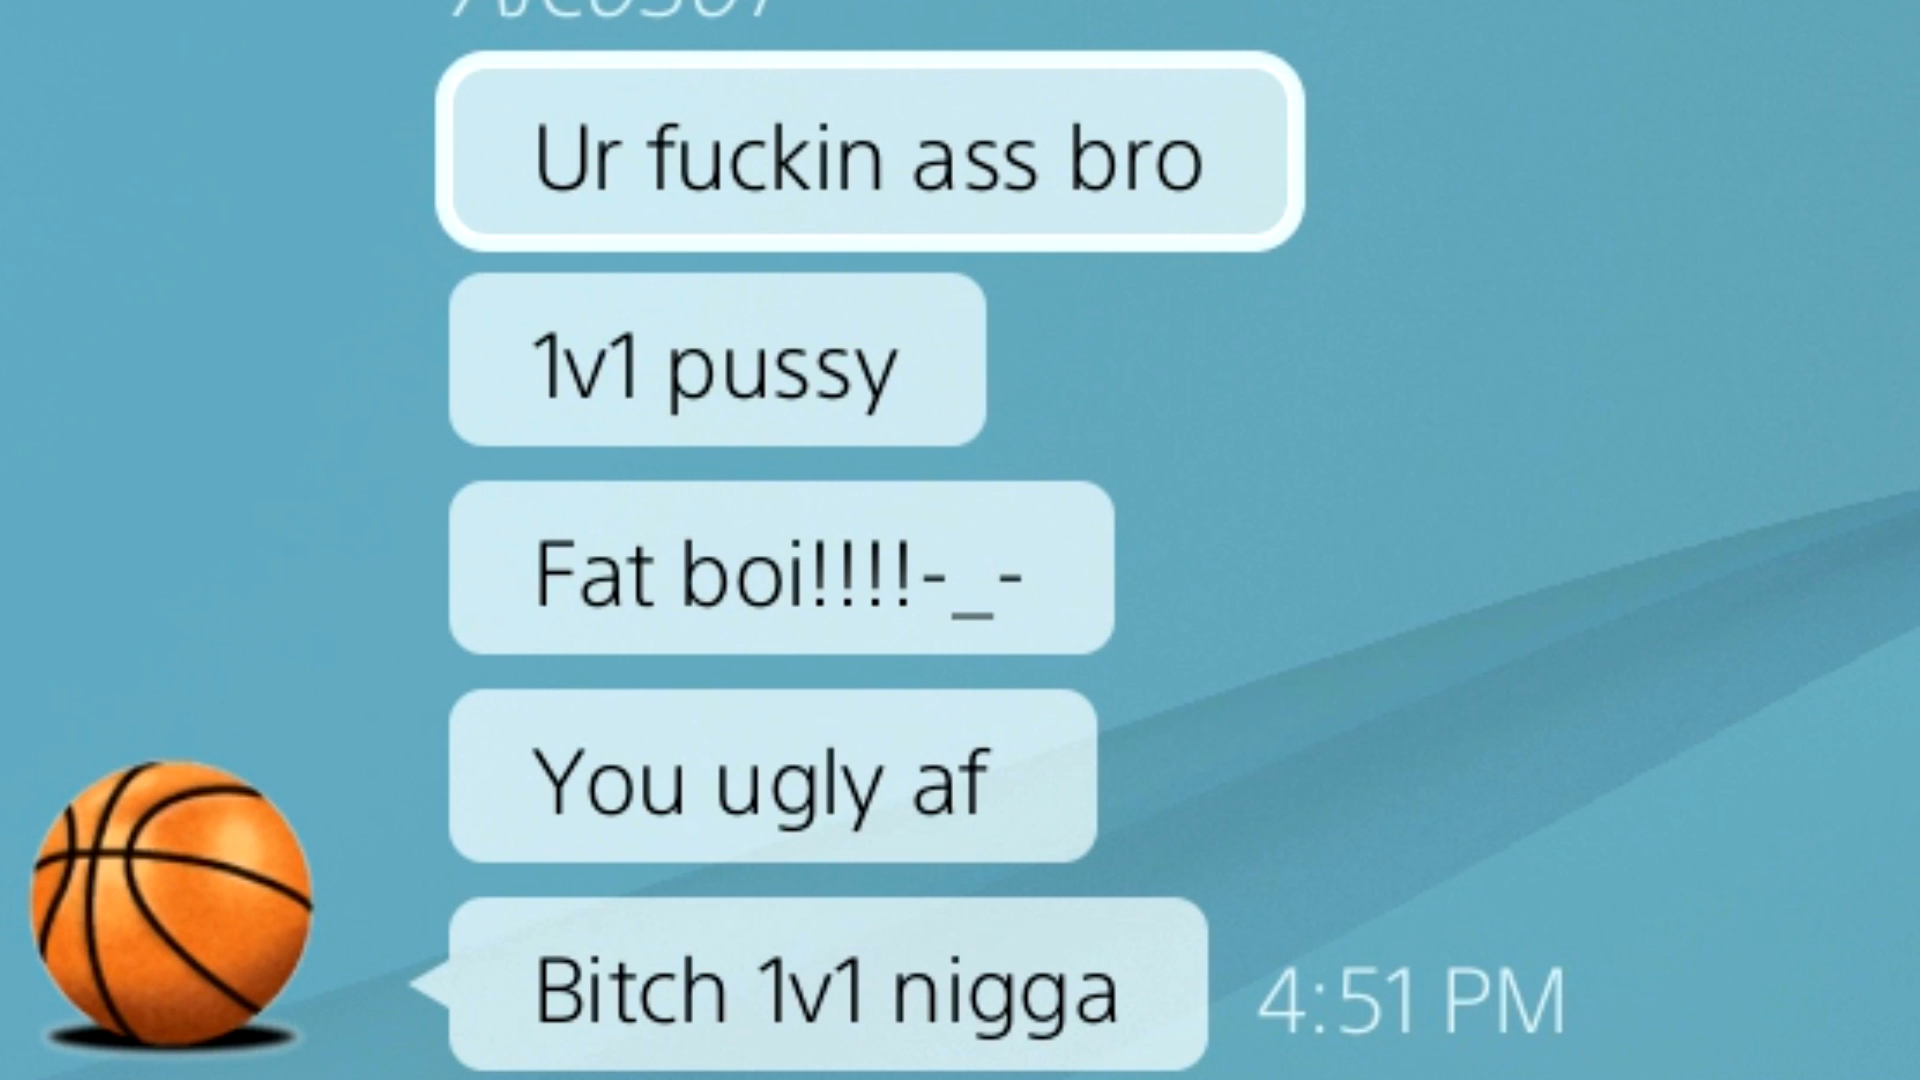 Ur fuckin ass bro
1v1 pussy
Fat boi!!!!-_-
You ugly af
Bitch 1v1 nigga
4:51 PM